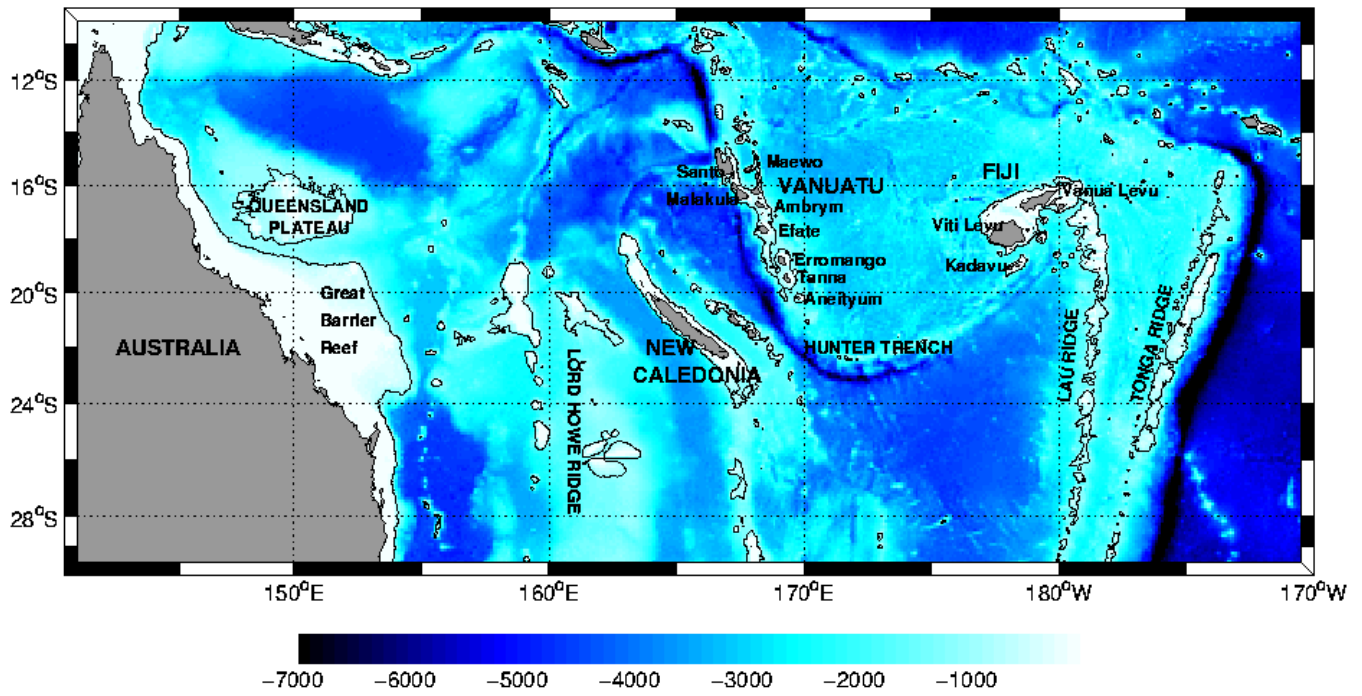 12°S
16°S
20°S
24°S
28°S
FIJI
Maewo
Santo
VANUATU
Vanua Levu
Malakula
Ambrym
QUEENSLAND
PLATEAU
Viti Levu
Efate
Erromango
Kadavu
Tanna
Great
Aneityum
Barrier
Reef
AUSTRALIA
NEW
CALEDONIA
HUNTER TRENCH
LORD HOWE RIDGE
LAU RIDGE
TONGA RIDGE
150°E
160°E
170°E
180°W
170°W
−7000
−6000
−5000
−4000
−3000
−2000
−1000